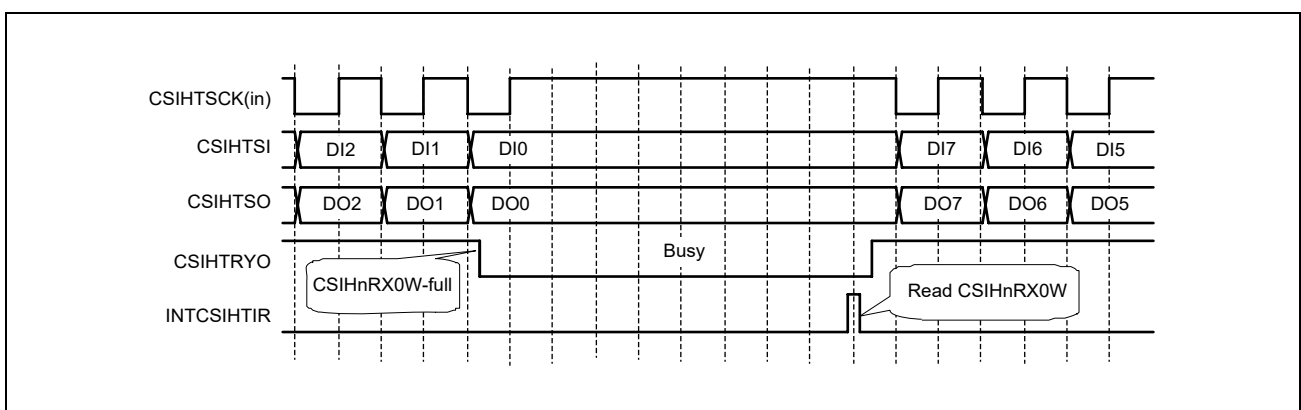 CSIHTSCK(in)
CSIHTSI DI2 DI1 DI0 DI7 DI6 DI5
CSIHTSO DO2 DO1 DO0 DO7 DO6 DO5
CSIHTRYO Busy
CSIHnRX0W-full
Read CSIHnRX0W
INTCSIHTIR